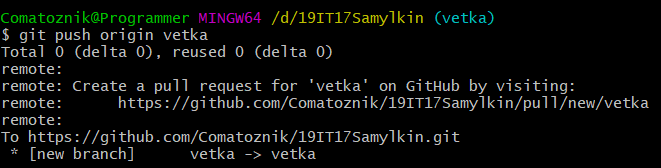 Comatoznik@Programmer MINGW64 /d/19IT17Samylkin (vetka)
$ git push origin vetka
Total 0 (delta 0), reused 0 (delta 0)
remote:
remote: Create a pull request for 'vetka' on GitHub by visiting:
remote:      https://github.com/Comatoznik/19IT17Samylkin/pull/new/vetka
remote:
To https://github.com/Comatoznik/19IT17Samylkin.git
 * [new branch]      vetka -> vetka